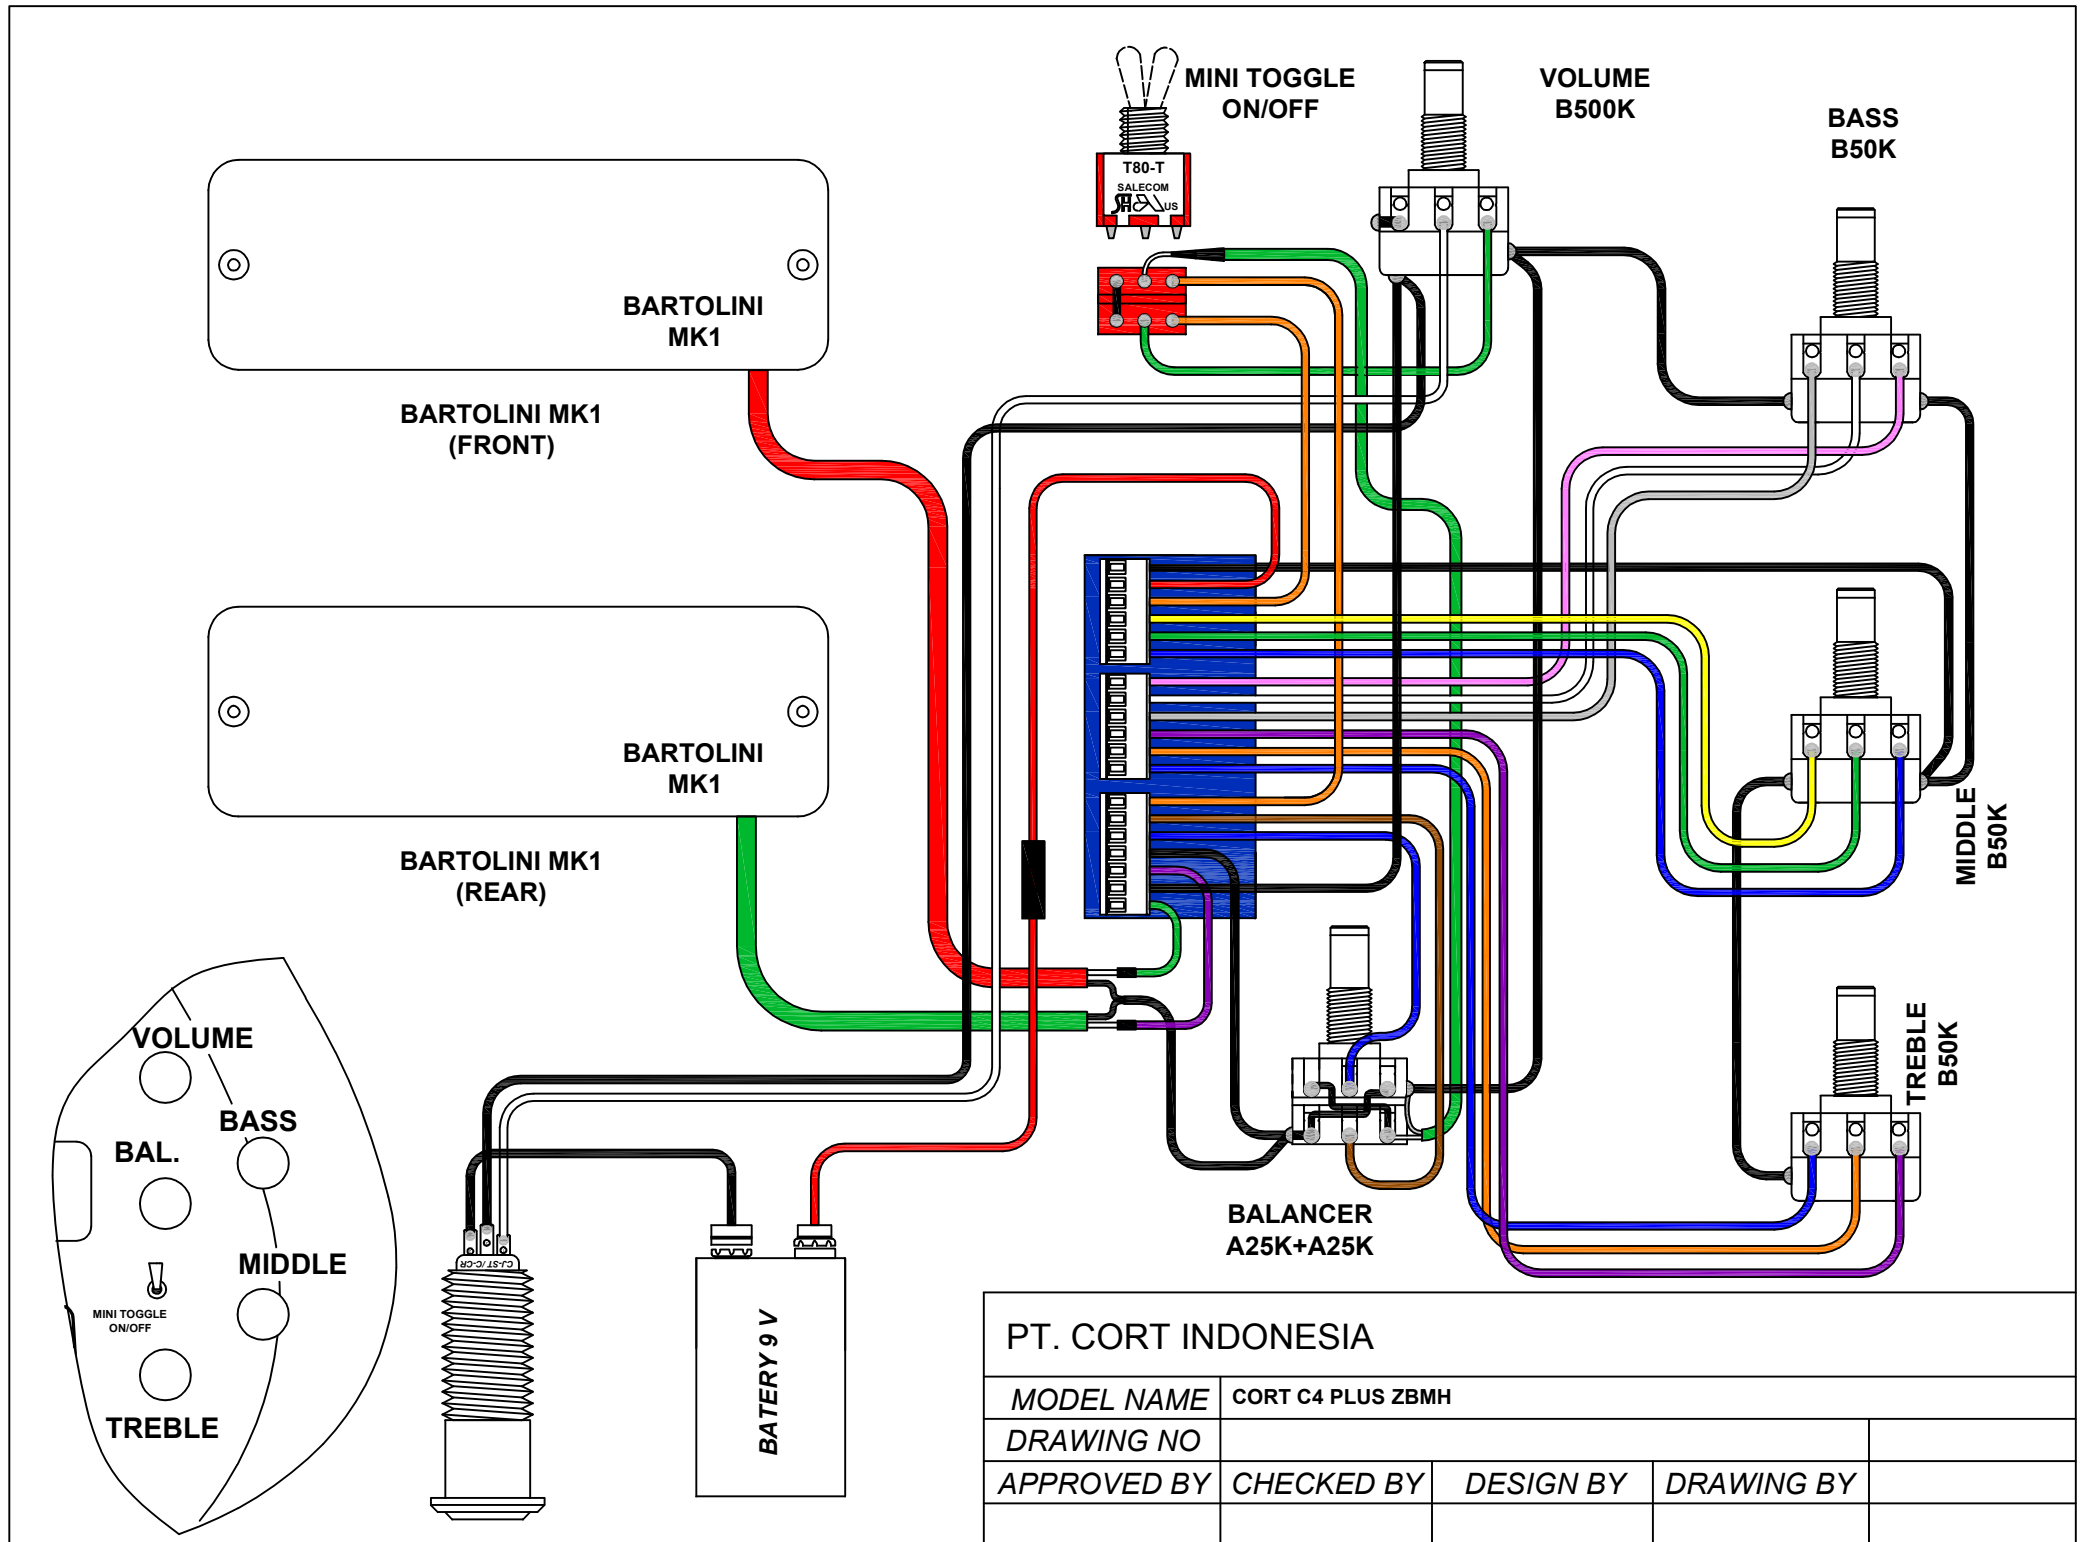 MINI TOGGLE
ON/OFF
VOLUME
B500K
BASS
B50K
T80-T
SALECOM
US
BARTOLINI
MK1
BARTOLINI MK1
(FRONT)
BARTOLINI
MK1
BARTOLINI MK1
(REAR)
MIDDLE
B50K
TREBLE
B50K
VOLUME
BASS
BAL.
MIDDLE
MINI TOGGLE
ON/OFF
TREBLE
CJ-ST/C-CR
BATERY 9 V
BALANCER
A25K+A25K
PT. CORT INDONESIA
MODEL NAME CORT C4 PLUS ZBMH
DRAWING NO
APPROVED BY CHECKED BY DESIGN BY DRAWING BY